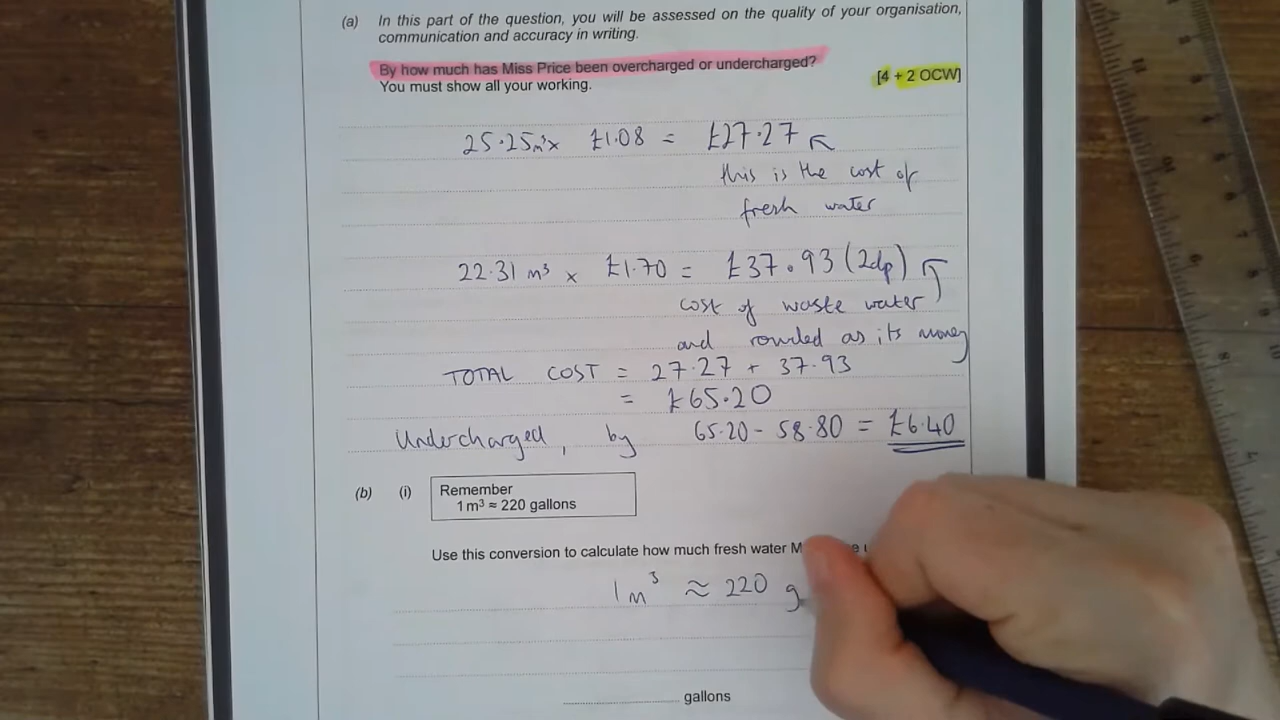 (a) In this part of the question, you will be assessed on the quality of your organisation,
communication and accuracy in writing.
By how much has Miss Price been overcharged or undercharged?
You must show all your working.
[4 + 2 OCW]
25.25m³ × £1.08 = £27.27
this is the cost of
fresh water
22.31 m³ × £1.70 = £37.93 (2dp)
cost of waste water
and rounded as its money
TOTAL COST = 27.27 + 37.93
= £65.20
Undercharged, by 65.20 - 58.80 = £6.40
(b) (i) Remember
1 m³ ≈ 220 gallons
Use this conversion to calculate how much fresh water M
1m³ ≈ 220 g
gallons